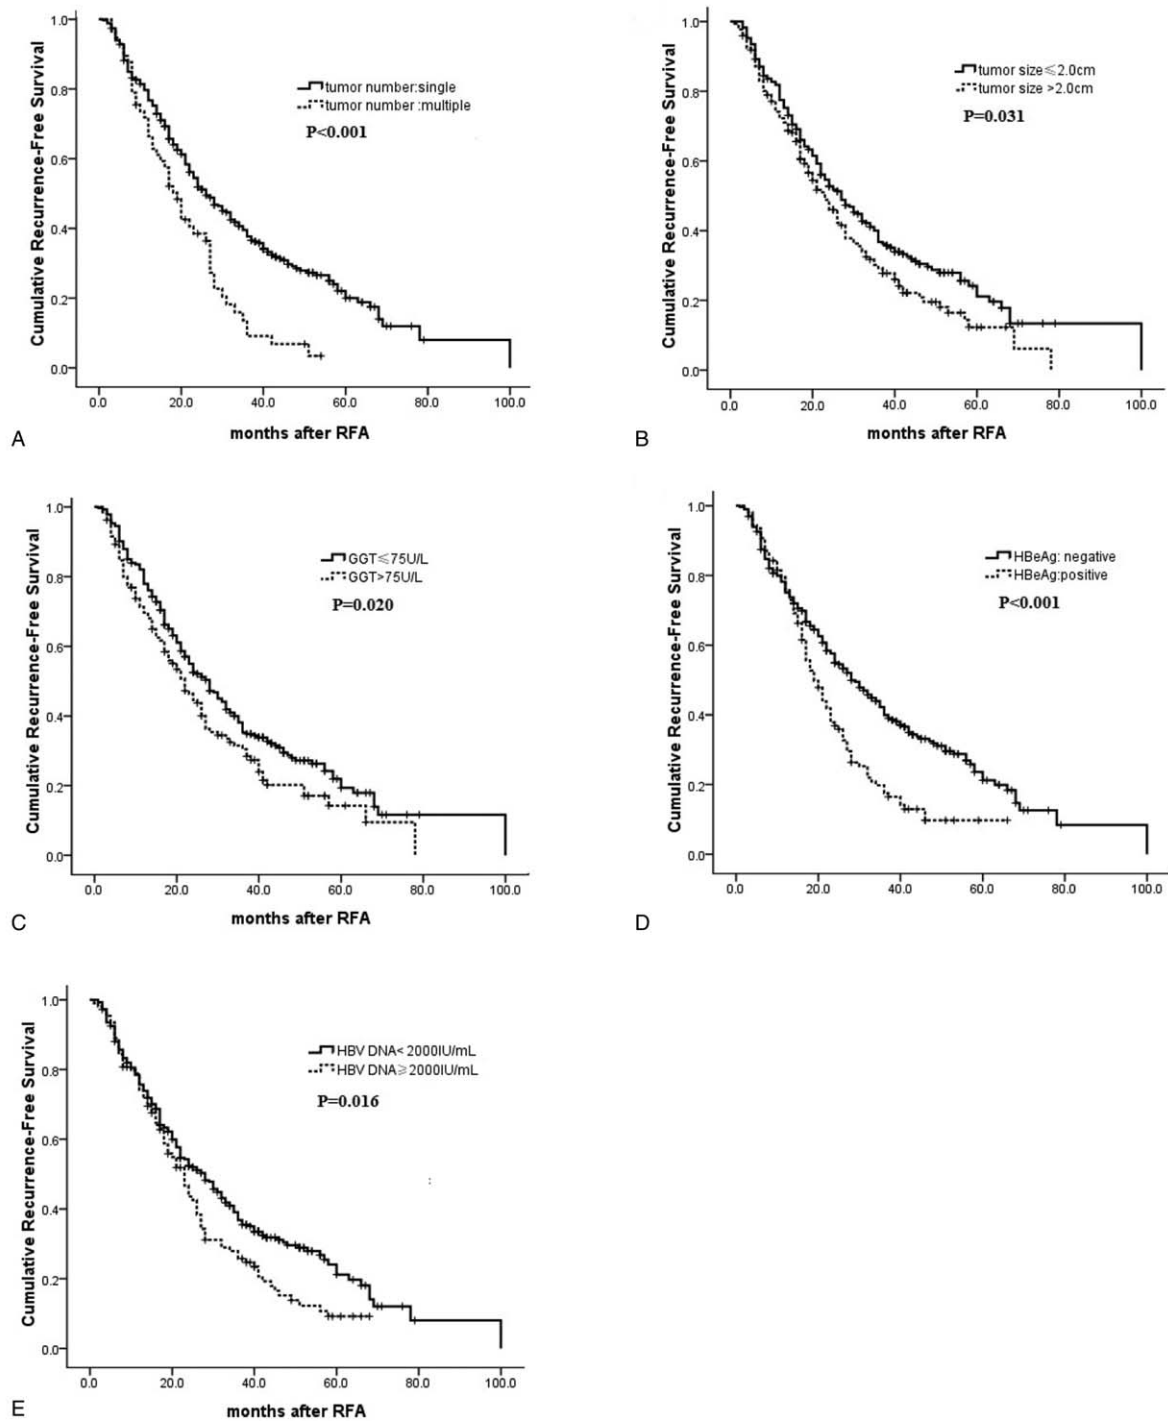 1.0
0.8
0.6
0.4
0.2
0.0
Cumulative Recurrence-Free Survival
tumor number:single
tumor number :multiple
P<0.001
0.0 20.0 40.0 60.0 80.0 100.0
months after RFA
A
1.0
0.8
0.6
0.4
0.2
0.0
Cumulative Recurrence-Free Survival
tumor size≤2.0cm
tumor size >2.0cm
P=0.031
0.0 20.0 40.0 60.0 80.0 100.0
months after RFA
B
1.0
0.8
0.6
0.4
0.2
0.0
Cumulative Recurrence-Free Survival
GGT≤75U/L
GGT>75U/L
P=0.020
0.0 20.0 40.0 60.0 80.0 100.0
months after RFA
C
1.0
0.8
0.6
0.4
0.2
0.0
Cumulative Recurrence-Free Survival
HBeAg: negative
HBeAg:positive
P<0.001
0.0 20.0 40.0 60.0 80.0 100.0
D
1.0
0.8
0.6
0.4
0.2
0.0
Cumulative Recurrence-Free Survival
HBV DNA< 2000IU/mL
HBV DNA≥2000IU/mL
P=0.016
0.0 20.0 40.0 60.0 80.0 100.0
months after RFA
E